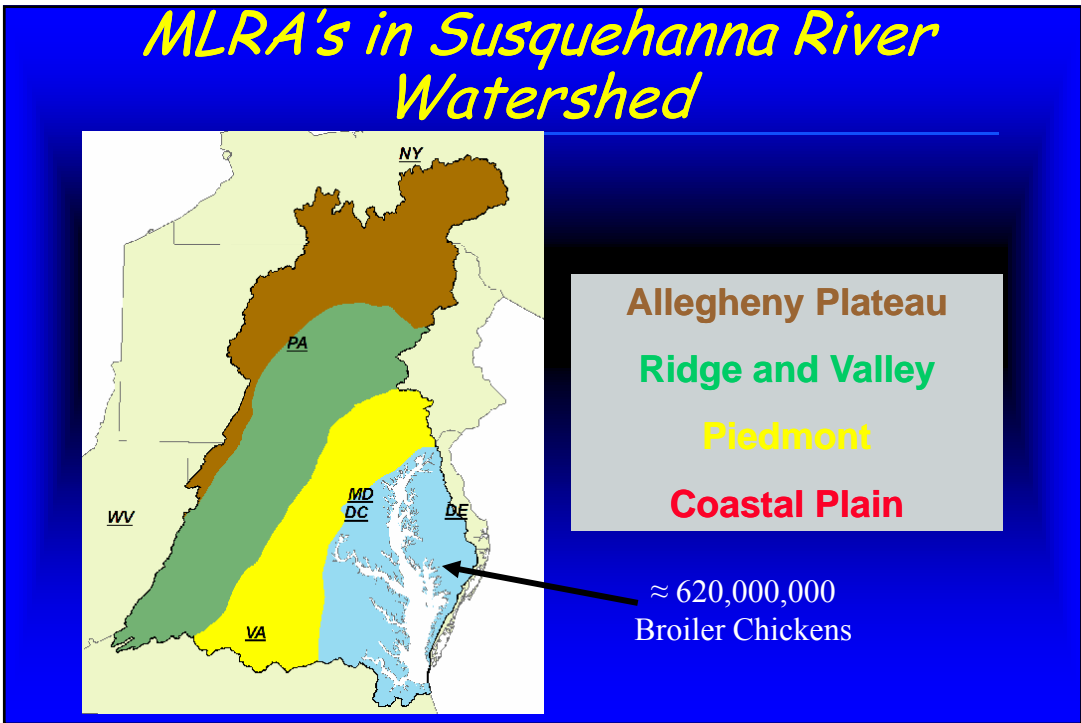 MLRA's in Susquehanna River
Watershed
NY
PA
MD
DC
DE
WV
VA
Allegheny Plateau
Ridge and Valley
Piedmont
Coastal Plain
≈ 620,000,000
Broiler Chickens